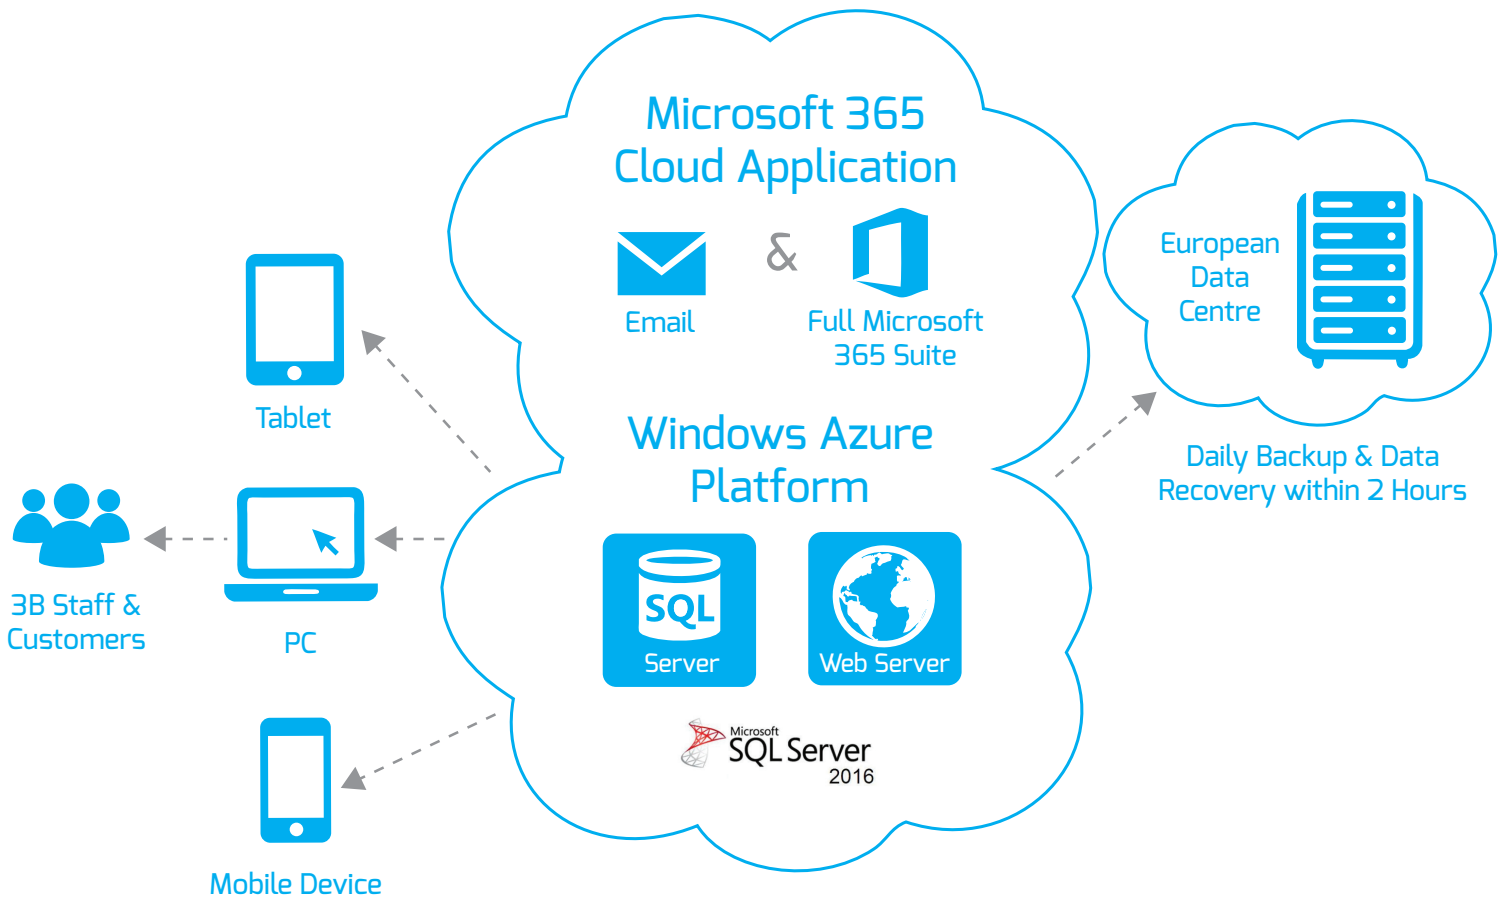 Microsoft 365
Cloud Application
&
Email
Full Microsoft
365 Suite
Windows Azure
Platform
SQL
Server
Web Server
Microsoft
SQL Server
2016
European
Data
Centre
Daily Backup & Data
Recovery within 2 Hours
Tablet
3B Staff &
Customers
PC
Mobile Device